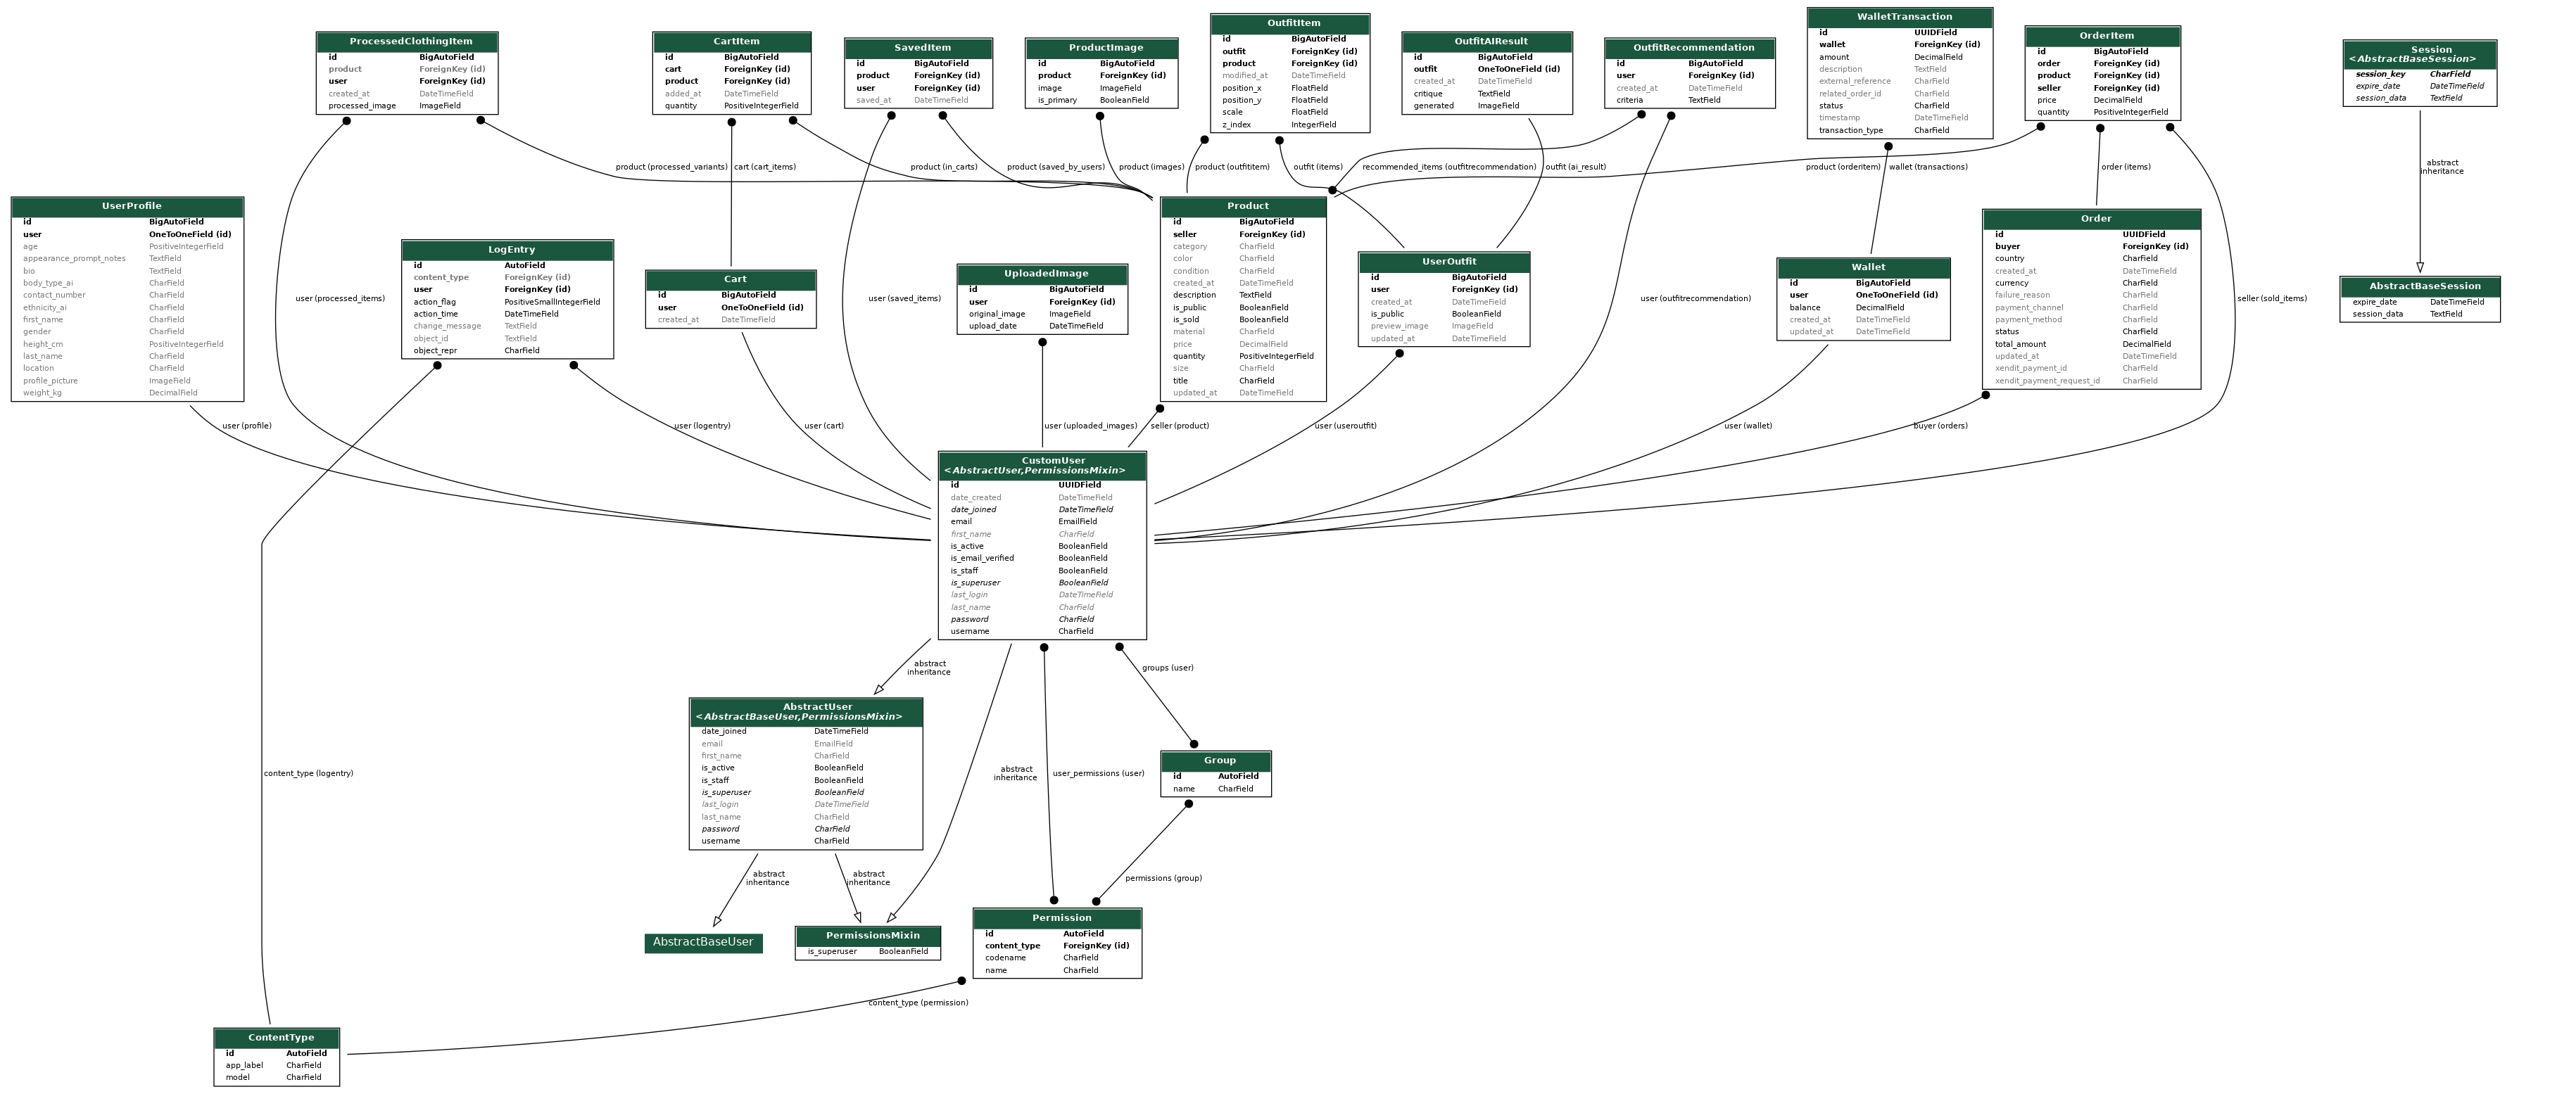 ProcessedClothingItem
id BigAutoField
product ForeignKey (id)
user ForeignKey (id)
created_at DateTimeField
processed_image ImageField
CartItem
id BigAutoField
cart ForeignKey (id)
product ForeignKey (id)
added_at DateTimeField
quantity PositiveIntegerField
SavedItem
id BigAutoField
product ForeignKey (id)
user ForeignKey (id)
saved_at DateTimeField
ProductImage
id BigAutoField
product ForeignKey (id)
image ImageField
is_primary BooleanField
OutfitItem
id BigAutoField
outfit ForeignKey (id)
product ForeignKey (id)
modified_at DateTimeField
position_x FloatField
position_y FloatField
scale FloatField
z_index IntegerField
OutfitAIResult
id BigAutoField
outfit OneToOneField (id)
created_at DateTimeField
critique TextField
generated ImageField
OutfitRecommendation
id BigAutoField
user ForeignKey (id)
created_at DateTimeField
criteria TextField
WalletTransaction
id UUIDField
wallet ForeignKey (id)
amount DecimalField
description TextField
external_reference CharField
related_order_id CharField
status CharField
timestamp DateTimeField
transaction_type CharField
OrderItem
id BigAutoField
order ForeignKey (id)
product ForeignKey (id)
seller ForeignKey (id)
price DecimalField
quantity PositiveIntegerField
Session
<AbstractBaseSession>
session_key CharField
expire_date DateTimeField
session_data TextField
product (processed_variants)
cart (cart_items)
product (in_carts)
product (saved_by_users)
product (images)
product (outfititem)
outfit (items)
recommended_items (outfitrecommendation)
outfit (ai_result)
product (orderitem)
wallet (transactions)
order (items)
abstract
inheritance
UserProfile
id BigAutoField
user OneToOneField (id)
age PositiveIntegerField
appearance_prompt_notes TextField
bio TextField
body_type_ai CharField
contact_number CharField
ethnicity_ai CharField
first_name CharField
gender CharField
height_cm PositiveIntegerField
last_name CharField
location CharField
profile_picture ImageField
weight_kg DecimalField
user (processed_items)
LogEntry
id AutoField
content_type ForeignKey (id)
user ForeignKey (id)
action_flag PositiveSmallIntegerField
action_time DateTimeField
change_message TextField
object_id TextField
object_repr CharField
Cart
id BigAutoField
user OneToOneField (id)
created_at DateTimeField
user (saved_items)
UploadedImage
id BigAutoField
user ForeignKey (id)
original_image ImageField
upload_date DateTimeField
Product
id BigAutoField
seller ForeignKey (id)
category CharField
color CharField
condition CharField
created_at DateTimeField
description TextField
is_public BooleanField
is_sold BooleanField
material CharField
price DecimalField
quantity PositiveIntegerField
size CharField
title CharField
updated_at DateTimeField
UserOutfit
id BigAutoField
user ForeignKey (id)
created_at DateTimeField
is_public BooleanField
preview_image ImageField
updated_at DateTimeField
user (outfitrecommendation)
Wallet
id BigAutoField
user OneToOneField (id)
balance DecimalField
created_at DateTimeField
updated_at DateTimeField
Order
id UUIDField
buyer ForeignKey (id)
country CharField
created_at DateTimeField
currency CharField
failure_reason CharField
payment_channel CharField
payment_method CharField
status CharField
total_amount DecimalField
updated_at DateTimeField
xendit_payment_id CharField
xendit_payment_request_id CharField
seller (sold_items)
AbstractBaseSession
expire_date DateTimeField
session_data TextField
user (profile)
user (logentry)
user (cart)
user (uploaded_images)
seller (product)
user (useroutfit)
user (wallet)
buyer (orders)
CustomUser
<AbstractUser,PermissionsMixin>
id UUIDField
date_created DateTimeField
date_joined DateTimeField
email EmailField
first_name CharField
is_active BooleanField
is_email_verified BooleanField
is_staff BooleanField
is_superuser BooleanField
last_login DateTimeField
last_name CharField
password CharField
username CharField
abstract
inheritance
groups (user)
AbstractUser
<AbstractBaseUser,PermissionsMixin>
date_joined DateTimeField
email EmailField
first_name CharField
is_active BooleanField
is_staff BooleanField
is_superuser BooleanField
last_login DateTimeField
last_name CharField
password CharField
username CharField
content_type (logentry)
abstract
inheritance
user_permissions (user)
Group
id AutoField
name CharField
abstract
inheritance
abstract
inheritance
permissions (group)
AbstractBaseUser
PermissionsMixin
is_superuser BooleanField
Permission
id AutoField
content_type ForeignKey (id)
codename CharField
name CharField
content_type (permission)
ContentType
id AutoField
app_label CharField
model CharField